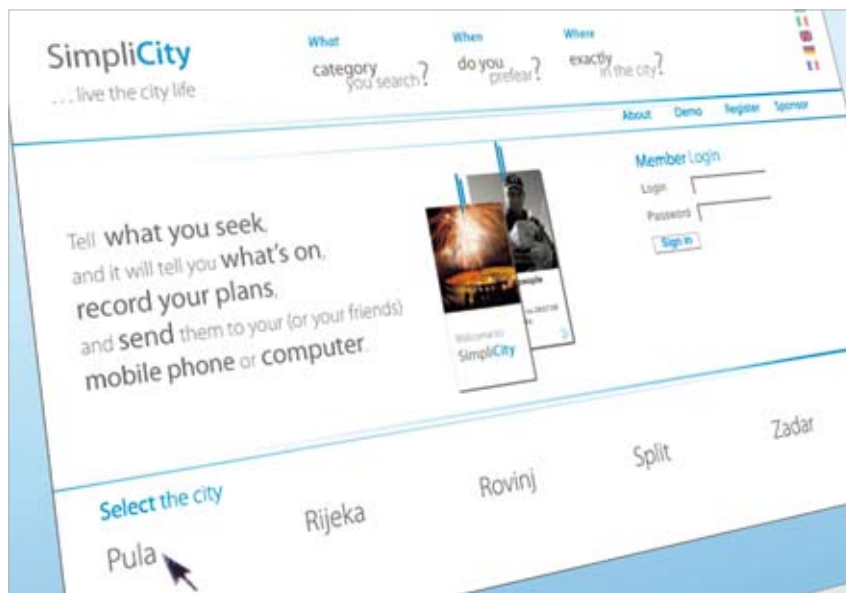 SimpliCity
... live the city life
What
category
you search?
When
do you
prefear?
Where
exactly
in the city?
About Demo Register Sponsor
Tell what you seek,
and it will tell you what's on,
record your plans,
and send them to your (or your friends)
mobile phone or computer.
Welcome to
SimpliCity
people
Member Login
Login
Password
Sign in
Select the city
Pula Rijeka Rovinj Split Zadar